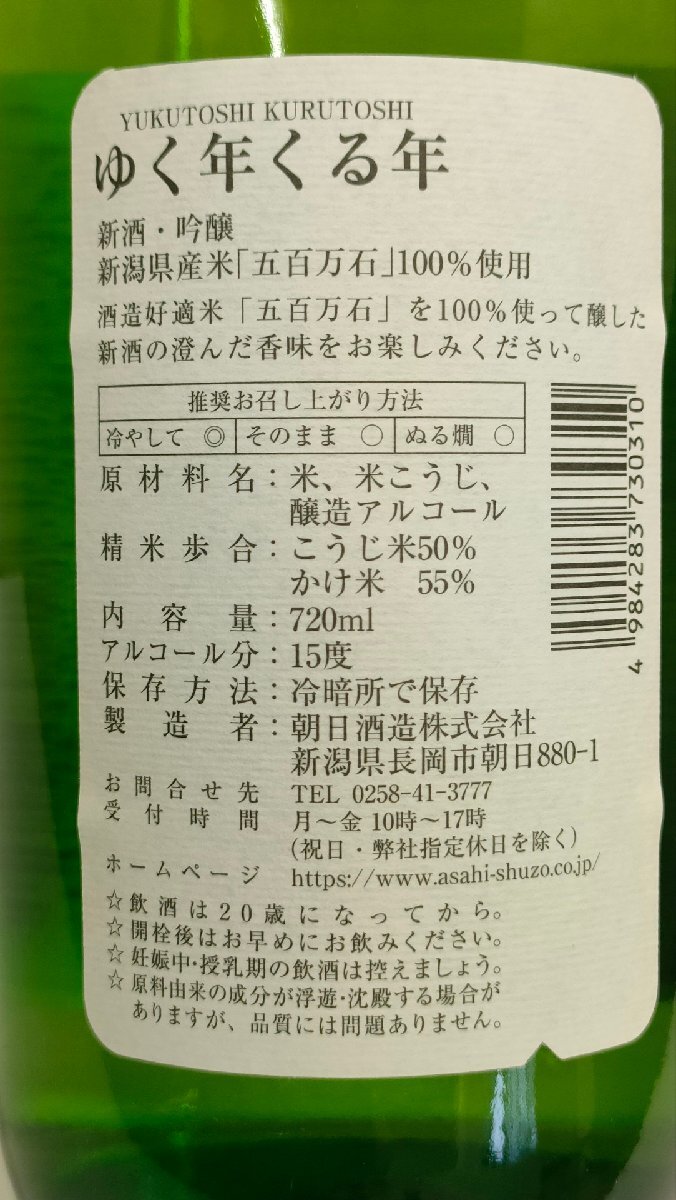 YUKUTOSHI KURUTOSHI
ゆく年くる年
新酒・吟醸
新潟県産米「五百万石」100%使用
酒造好適米「五百万石」を100%使って醸した
新酒の澄んだ香味をお楽しみください。
推奨お召し上がり方法
冷やして ◎ そのまま ○ ぬる燗 ○
原材料名:米、米こうじ、
醸造アルコール
精米歩合:こうじ米50%
かけ米 55%
内容量:720ml
アルコール分:15度
保存方法:冷暗所で保存
製造者:朝日酒造株式会社
新潟県長岡市朝日880-1
お問合せ先 TEL 0258-41-3777
受付時間 月〜金 10時〜17時
(祝日・弊社指定休日を除く)
ホームページ https://www.asahi-shuzo.co.jp/
☆飲酒は20歳になってから。
☆開栓後はお早めにお飲みください。
☆妊娠中・授乳期の飲酒は控えましょう。
☆原料由来の成分が浮遊・沈殿する場合が
ありますが、品質には問題ありません。
4 984283 730310